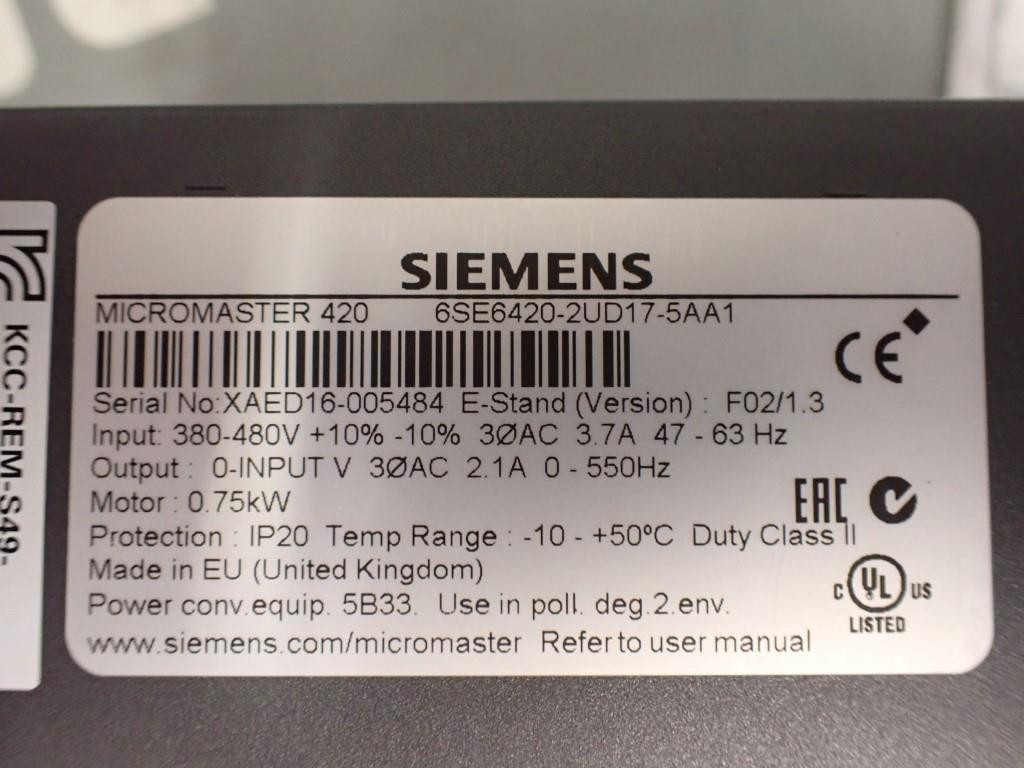 SIEMENS
MICROMASTER 420 6SE6420-2UD17-5AA1
Serial No:XAED16-005484 E-Stand (Version) : F02/1.3
Input: 380-480V +10% -10% 3ØAC 3.7A 47 - 63 Hz
Output : 0-INPUT V 3ØAC 2.1A 0 - 550Hz
Motor : 0.75kW
Protection : IP20 Temp Range : -10 - +50ºC Duty Class II
Made in EU (United Kingdom)
Power conv.equip. 5B33. Use in poll. deg.2.env.
www.siemens.com/micromaster Refer to user manual
CE
EAC
C UL US
LISTED
KCC-REM-S49-